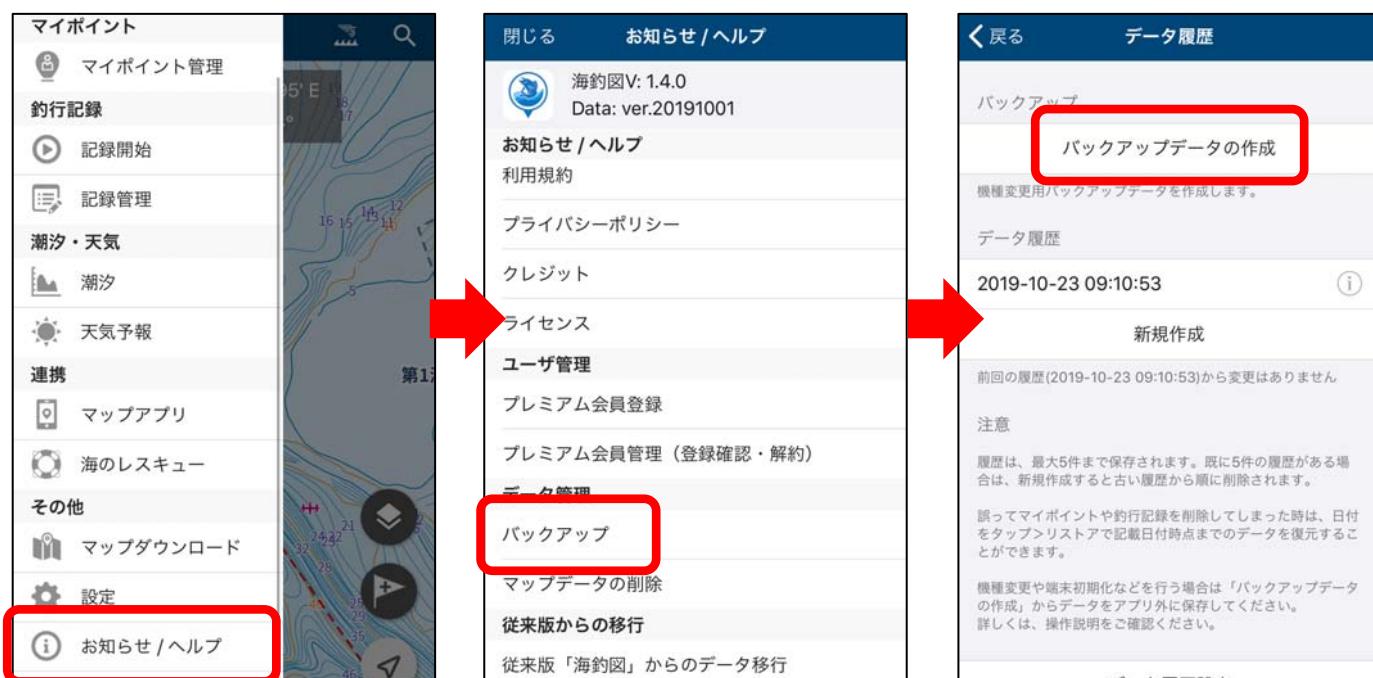 マイポイント
マイポイント管理
釣行記録
記録開始
記録管理
潮汐・天気
潮汐
天気予報
連携
マップアプリ
海のレスキュー
その他
マップダウンロード
設定
お知らせ / ヘルプ
95' E
18
17
16 15 14 13 11 12
5
第1
21
24 23 22
32
28
25
29
35
46
閉じる
お知らせ / ヘルプ
海釣図V: 1.4.0
Data: ver.20191001
お知らせ / ヘルプ
利用規約
プライバシーポリシー
クレジット
ライセンス
ユーザ管理
プレミアム会員登録
プレミアム会員管理(登録確認・解約)
データ管理
バックアップ
マップデータの削除
従来版からの移行
従来版「海釣図」からのデータ移行
戻る
データ履歴
バックアップ
バックアップデータの作成
機種変更用バックアップデータを作成します。
データ履歴
2019-10-23 09:10:53
新規作成
前回の履歴(2019-10-23 09:10:53)から変更はありません
注意
履歴は、最大5件まで保存されます。既に5件の履歴がある場
合は、新規作成すると古い履歴から順に削除されます。
誤ってマイポイントや釣行記録を削除してしまった時は、日付
をタップ>リストアで記載日付時点までのデータを復元するこ
とができます。
機種変更や端末初期化などを行う場合は「バックアップデータ
の作成」からデータをアプリ外に保存してください。
詳しくは、操作説明をご確認ください。